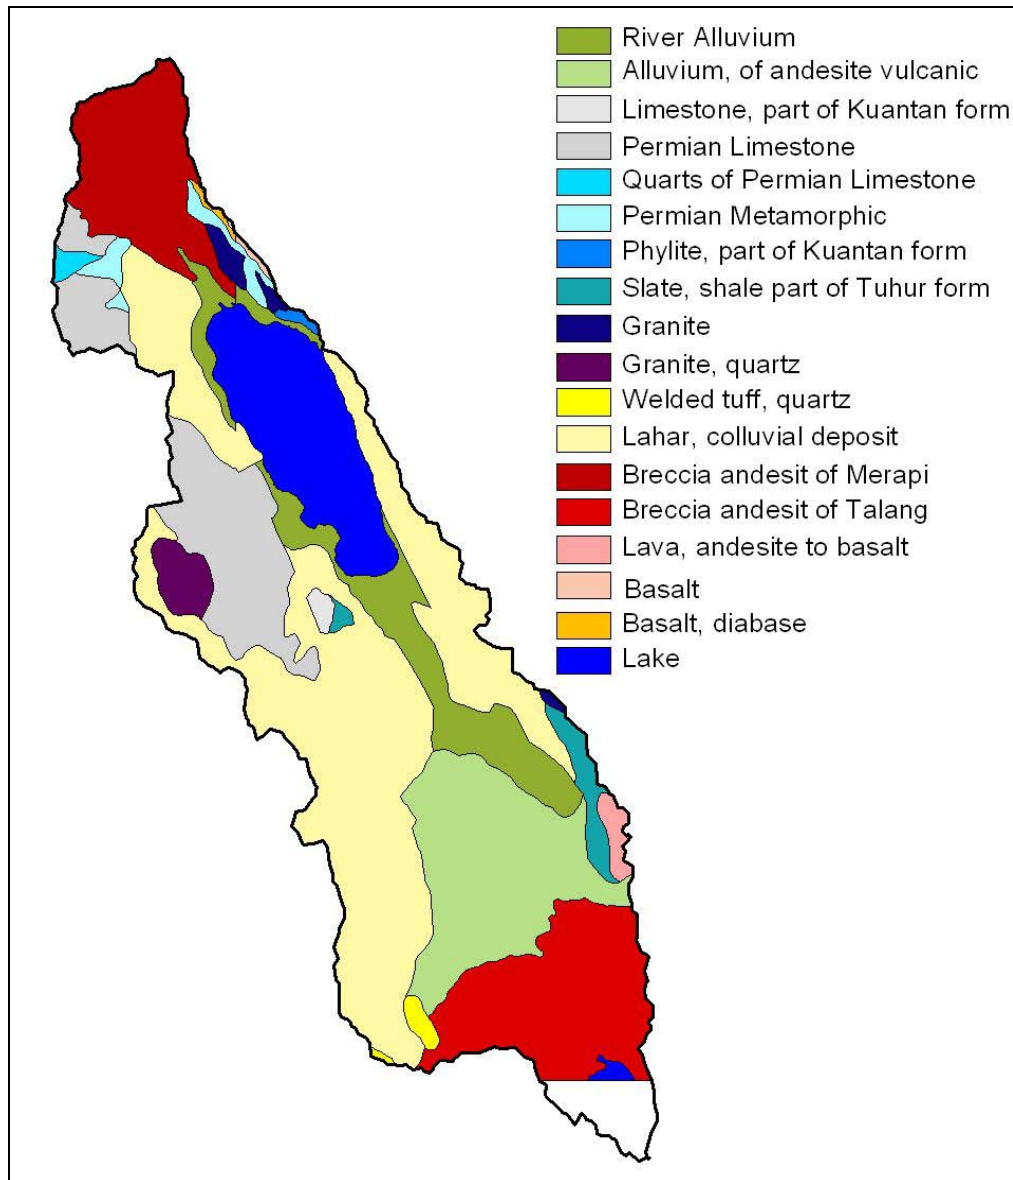 River Alluvium
Alluvium, of andesite vulcanic
Limestone, part of Kuantan form
Permian Limestone
Quarts of Permian Limestone
Permian Metamorphic
Phylite, part of Kuantan form
Slate, shale part of Tuhur form
Granite
Granite, quartz
Welded tuff, quartz
Lahar, colluvial deposit
Breccia andesit of Merapi
Breccia andesit of Talang
Lava, andesite to basalt
Basalt
Basalt, diabase
Lake